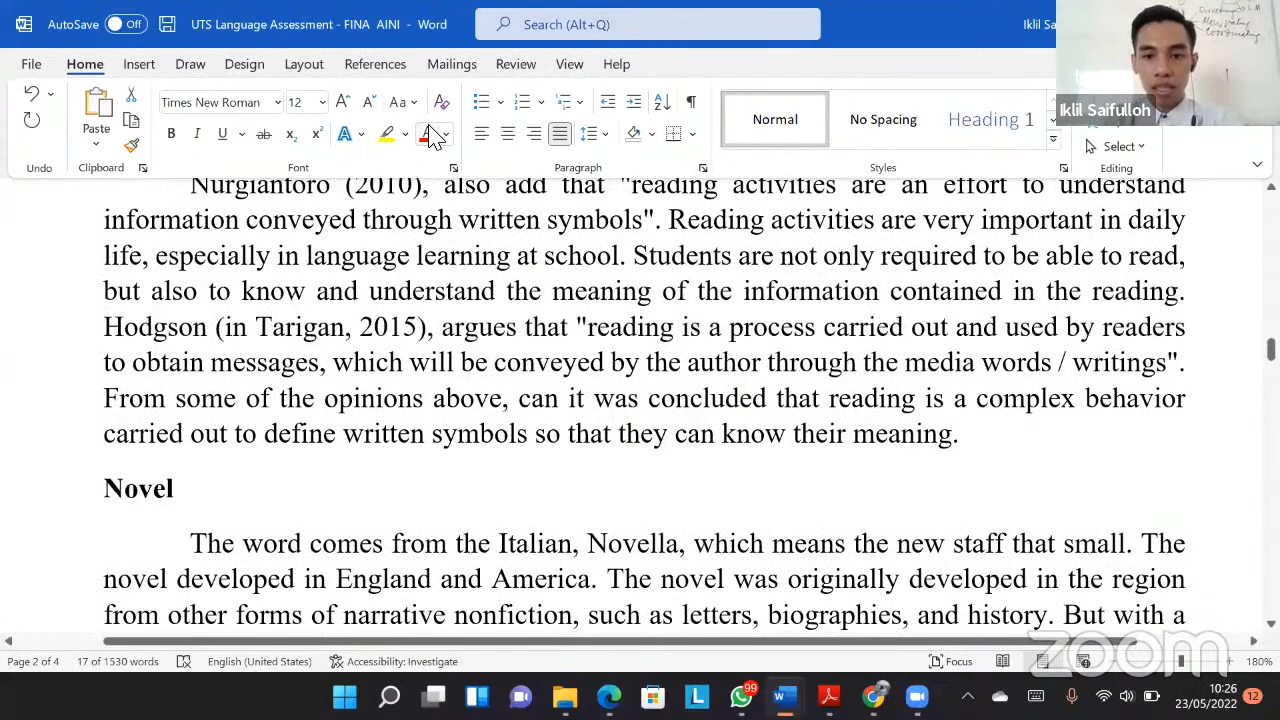 AutoSave Off UTS Language Assessment - FINA AINI - Word Search (Alt+Q) Iklil Sa
File Home Insert Draw Design Layout References Mailings Review View Help
Iklil Saifulloh
Times New Roman 12 Aa
Paste
Normal No Spacing Heading 1
Select
Undo Clipboard Font Paragraph Styles Editing
Nurgiantoro (2010), also add that "reading activities are an effort to understand
information conveyed through written symbols". Reading activities are very important in daily
life, especially in language learning at school. Students are not only required to be able to read,
but also to know and understand the meaning of the information contained in the reading.
Hodgson (in Tarigan, 2015), argues that "reading is a process carried out and used by readers
to obtain messages, which will be conveyed by the author through the media words / writings".
From some of the opinions above, can it was concluded that reading is a complex behavior
carried out to define written symbols so that they can know their meaning.
Novel
The word comes from the Italian, Novella, which means the new staff that small. The
novel developed in England and America. The novel was originally developed in the region
from other forms of narrative nonfiction, such as letters, biographies, and history. But with a
zoom
Page 2 of 4 17 of 1530 words English (United States) Accessibility: Investigate Focus 180%
99
10:26
23/05/2022 12